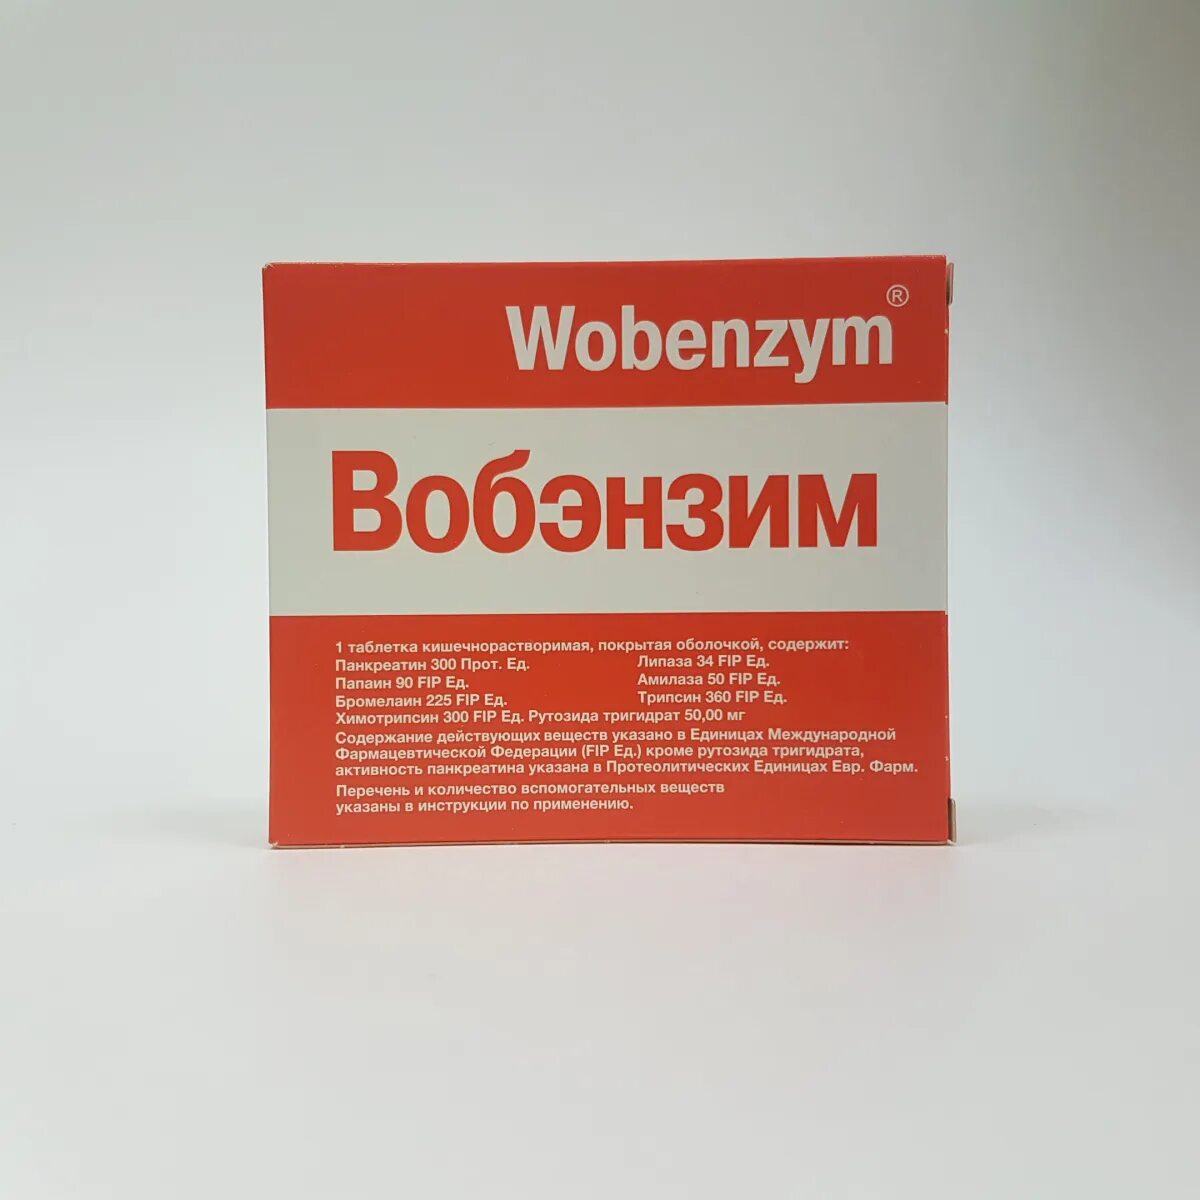 Wobenzym®
Вобэнзим
1 таблетка кишечнорастворимая, покрытая оболочкой, содержит:
Панкреатин 300 Прот. Ед. Липаза 34 FIP Ед.
Папаин 90 FIP Ед. Амилаза 50 FIP Ед.
Бромелаин 225 FIP Ед. Трипсин 360 FIP Ед.
Химотрипсин 300 FIP Ед. Рутозида тригидрат 50,00 мг
Содержание действующих веществ указано в Единицах Международной
Фармацевтической Федерации (FIP Ед.) кроме рутозида тригидрата,
активность панкреатина указана в Протеолитических Единицах Евр. Фарм.
Перечень и количество вспомогательных веществ
указаны в инструкции по применению.